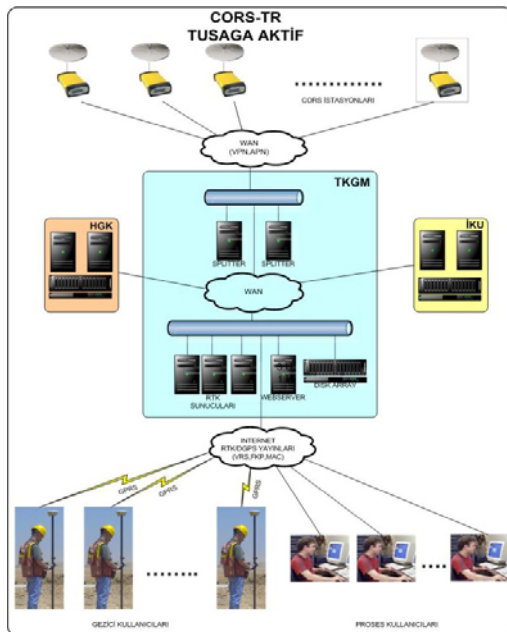 CORS-TR
TUSAGA AKTİF
CORS İSTASYONLARI
WAN
(VPN,APN)
TKGM
HGK
İKU
SPLITTER
SPLITTER
WAN
RTK
SUNUCULARI
WEBSERVER
DISK ARRAY
INTERNET
RTK/DGPS YAYINLARI
(VRS,FKP,MAC)
GPRS
GPRS
GPRS
GEZİCİ KULLANICILARI
PROSES KULLANICILARI